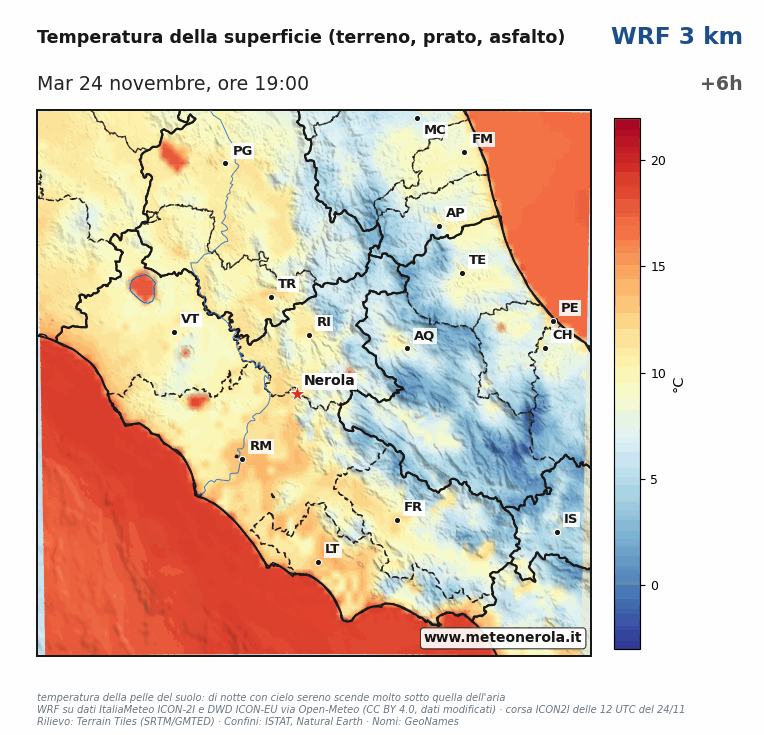 Temperatura della superficie (terreno, prato, asfalto)
WRF 3 km
Mar 24 novembre, ore 19:00
+6h
MC
FM
PG
AP
TE
TR
PE
VT
RI
AQ
CH
Nerola
RM
FR
IS
LT
www.meteonerola.it
20
15
10
5
0
°C
temperatura della pelle del suolo: di notte con cielo sereno scende molto sotto quella dell'aria
WRF su dati ItaliaMeteo ICON-2I e DWD ICON-EU via Open-Meteo (CC BY 4.0, dati modificati) · corsa ICON2I delle 12 UTC del 24/11
Rilievo: Terrain Tiles (SRTM/GMTED) · Confini: ISTAT, Natural Earth · Nomi: GeoNames